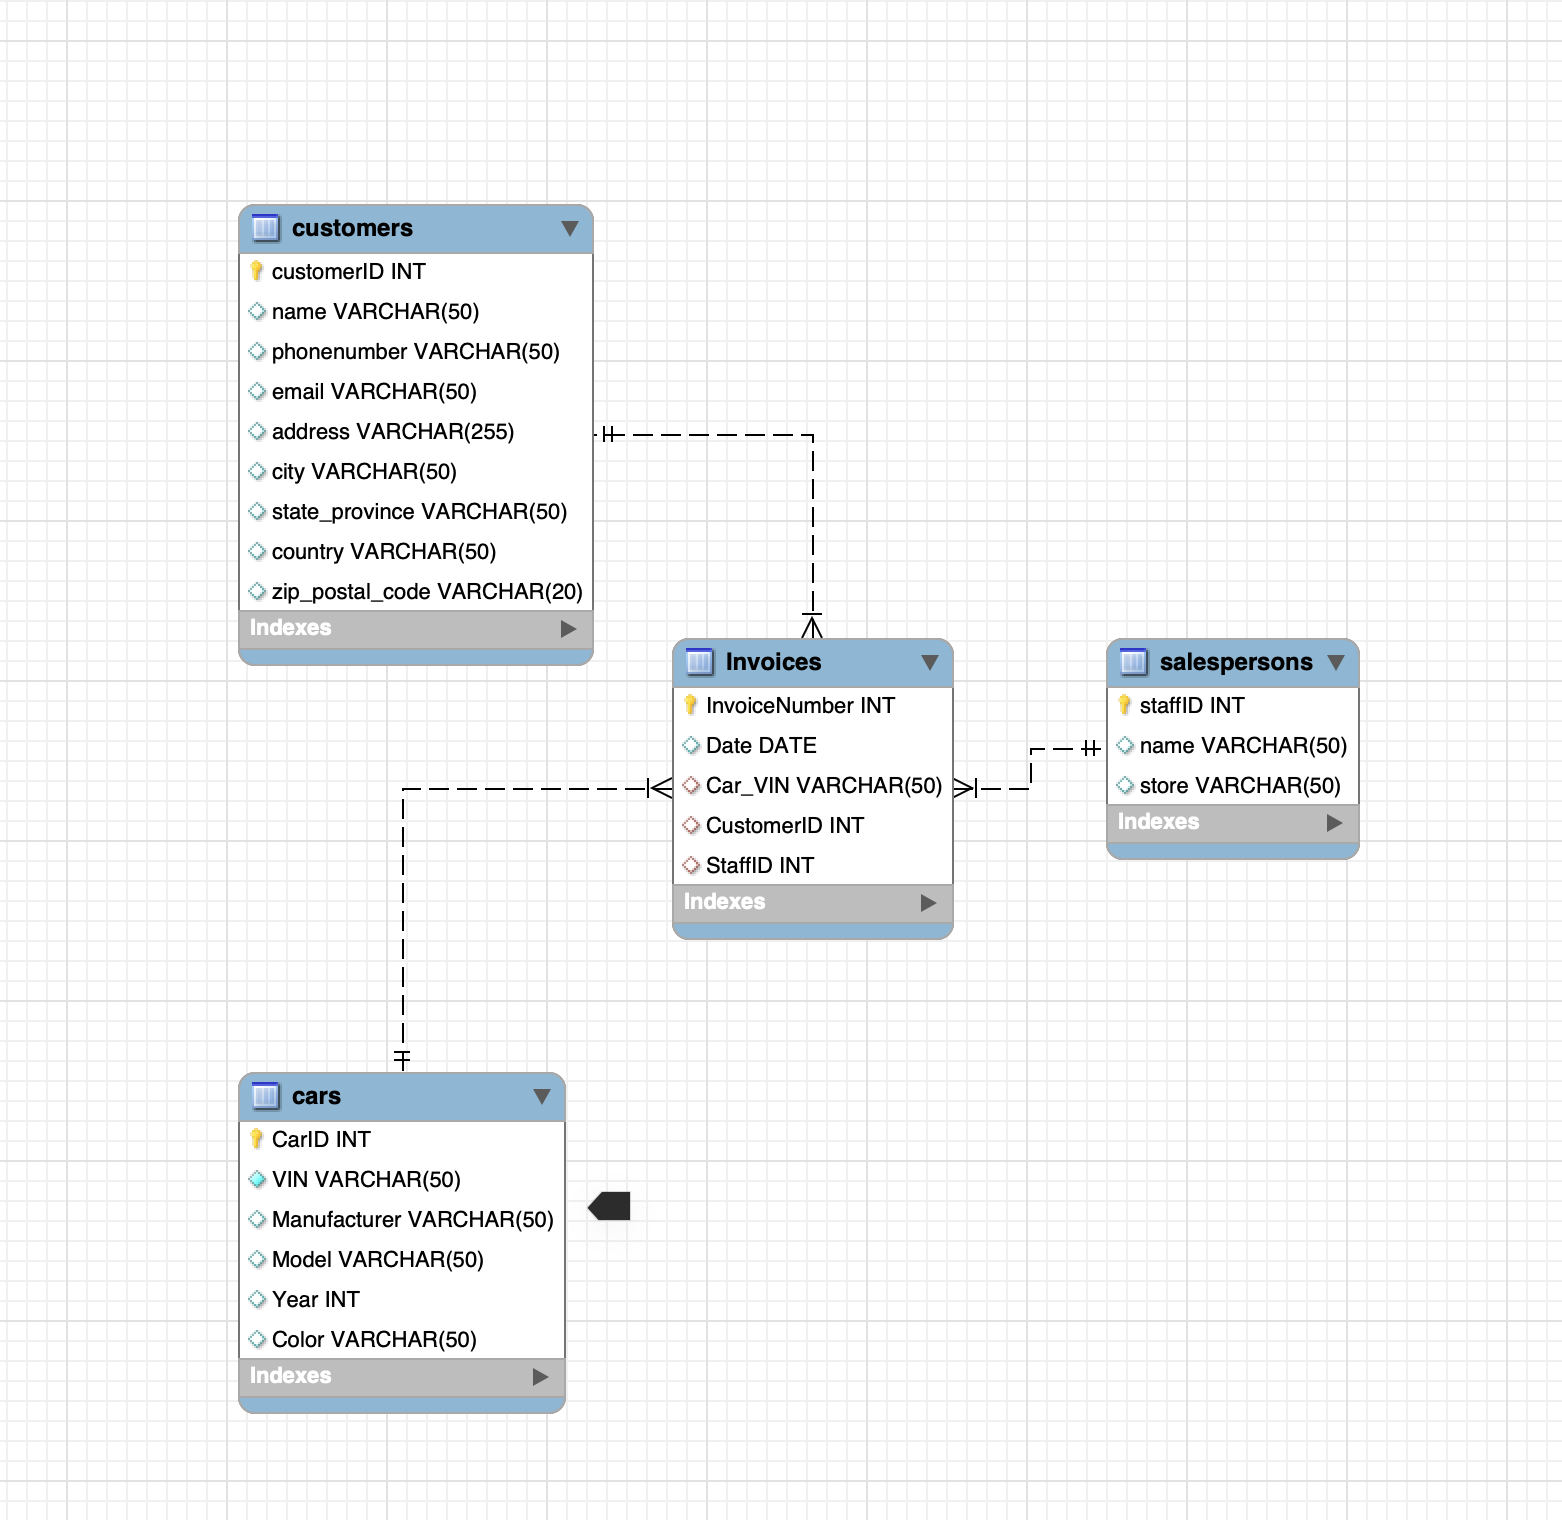 customers
customerID INT
name VARCHAR(50)
phonenumber VARCHAR(50)
email VARCHAR(50)
address VARCHAR(255)
city VARCHAR(50)
state_province VARCHAR(50)
country VARCHAR(50)
zip_postal_code VARCHAR(20)
Indexes
Invoices
InvoiceNumber INT
Date DATE
Car_VIN VARCHAR(50)
CustomerID INT
StaffID INT
Indexes
salespersons
staffID INT
name VARCHAR(50)
store VARCHAR(50)
Indexes
cars
CarID INT
VIN VARCHAR(50)
Manufacturer VARCHAR(50)
Model VARCHAR(50)
Year INT
Color VARCHAR(50)
Indexes